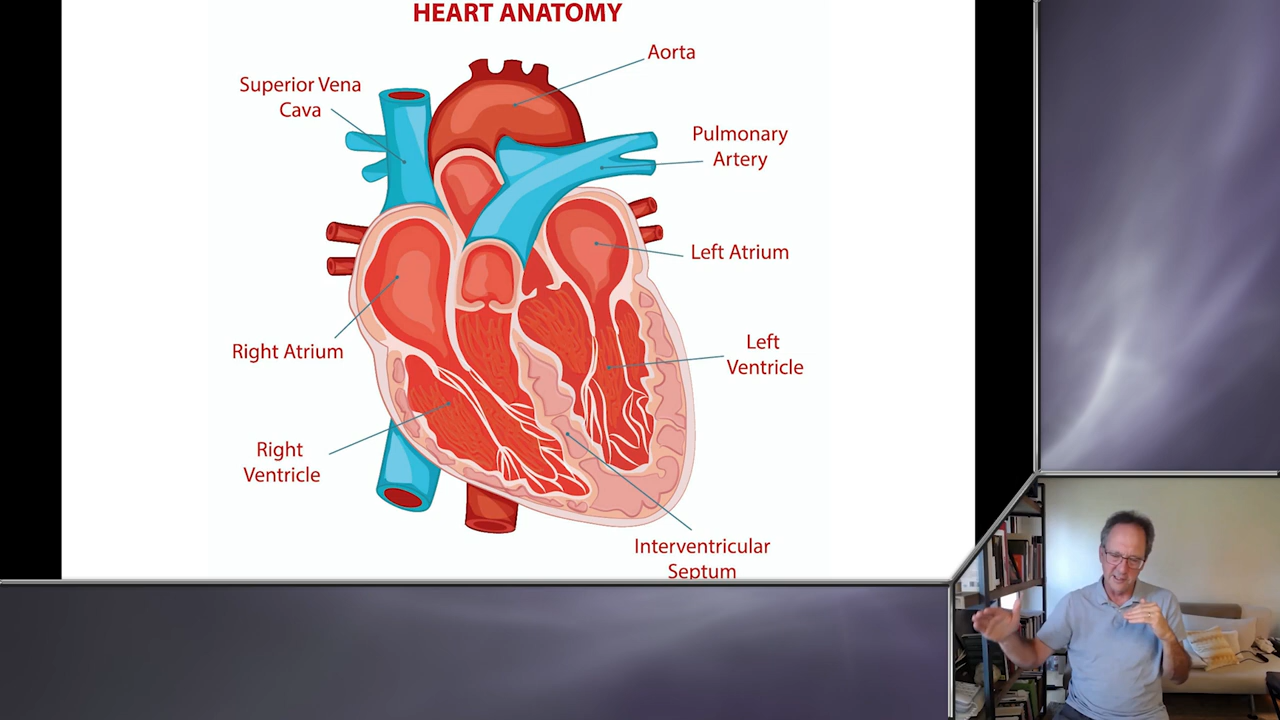 HEART ANATOMY
Aorta
Superior Vena
Cava
Pulmonary
Artery
Left Atrium
Right Atrium
Left
Ventricle
Right
Ventricle
Interventricular
Septum